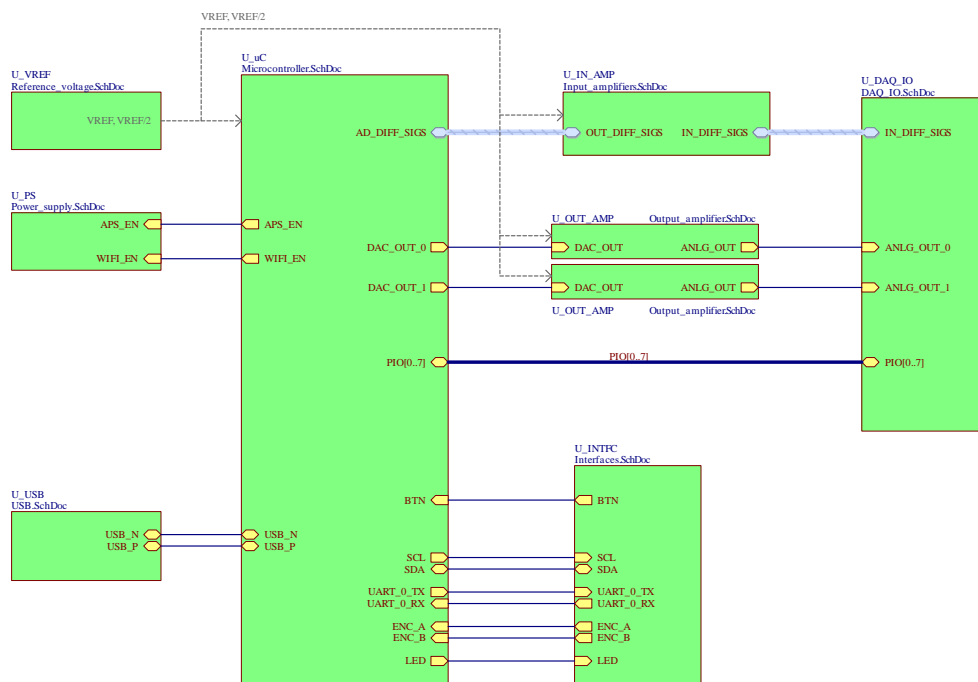 VREF, VREF/2
U_VREF
Reference_voltage.SchDoc
VREF, VREF/2
U_PS
Power_supply.SchDoc
APS_EN
WIFI_EN
U_USB
USB.SchDoc
USB_N
USB_P
U_uC
Microcontroller.SchDoc
AD_DIFF_SIGS
APS_EN
WIFI_EN
DAC_OUT_0
DAC_OUT_1
PIO[0..7]
BTN
USB_N
USB_P
SCL
SDA
UART_0_TX
UART_0_RX
ENC_A
ENC_B
LED
U_IN_AMP
Input_amplifiers.SchDoc
OUT_DIFF_SIGS IN_DIFF_SIGS
U_OUT_AMP Output_amplifier.SchDoc
DAC_OUT ANLG_OUT
DAC_OUT ANLG_OUT
U_OUT_AMP Output_amplifier.SchDoc
PIO[0..7]
U_INTFC
Interfaces.SchDoc
BTN
SCL
SDA
UART_0_TX
UART_0_RX
ENC_A
ENC_B
LED
U_DAQ_IO
DAQ_IO.SchDoc
IN_DIFF_SIGS
ANLG_OUT_0
ANLG_OUT_1
PIO[0..7]